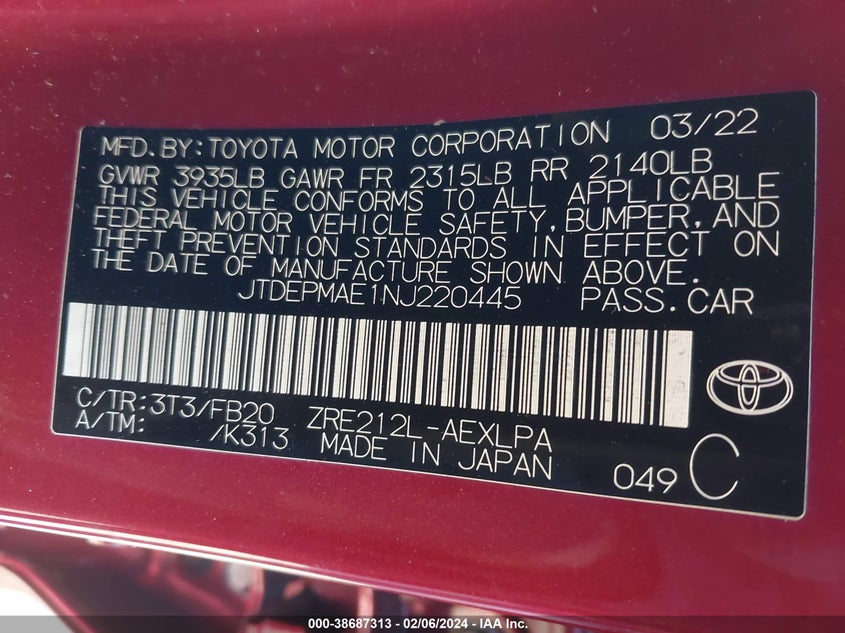 MFD.BY:TOYOTA MOTOR CORPORATION 03/22
GVWR 3935LB GAWR FR 2315LB RR 2140LB
THIS VEHICLE CONFORMS TO ALL APPLICABLE
FEDERAL MOTOR VEHICLE SAFETY,BUMPER,AND
THEFT PREVENTION STANDARDS IN EFFECT ON
THE DATE OF MANUFACTURE SHOWN ABOVE.
JTDEPMAE1NJ220445 PASS.CAR
C/TR:3T3/FB20 ZRE212L-AEXLPA
A/TM: /K313 MADE IN JAPAN
049 C
000-38687313 - 02/06/2024 - IAA Inc.